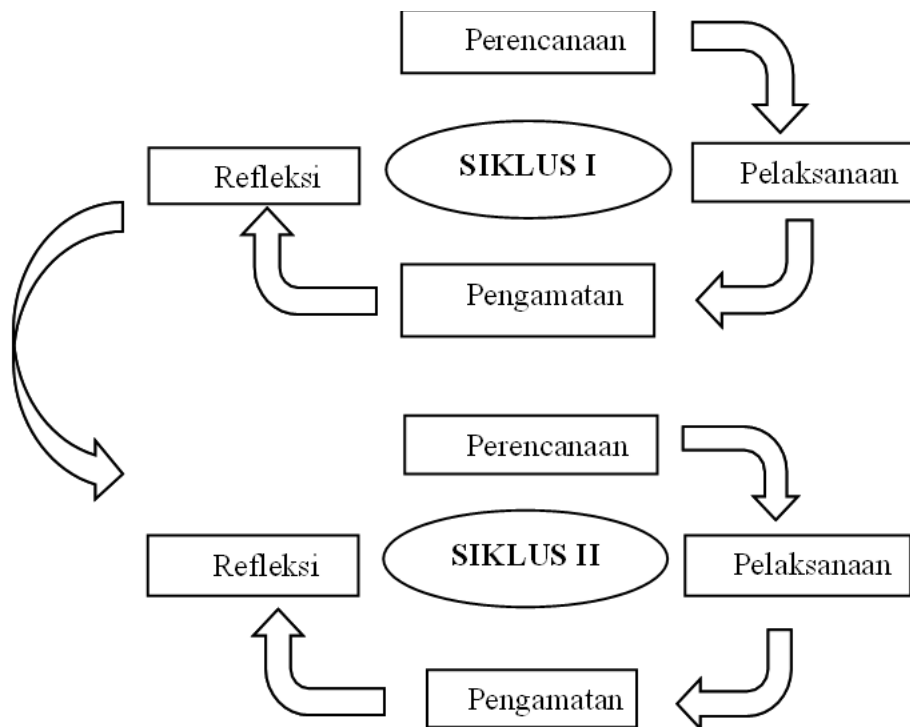 Perencanaan
Refleksi
SIKLUS I
Pelaksanaan
Pengamatan
Perencanaan
Refleksi
SIKLUS II
Pelaksanaan
Pengamatan